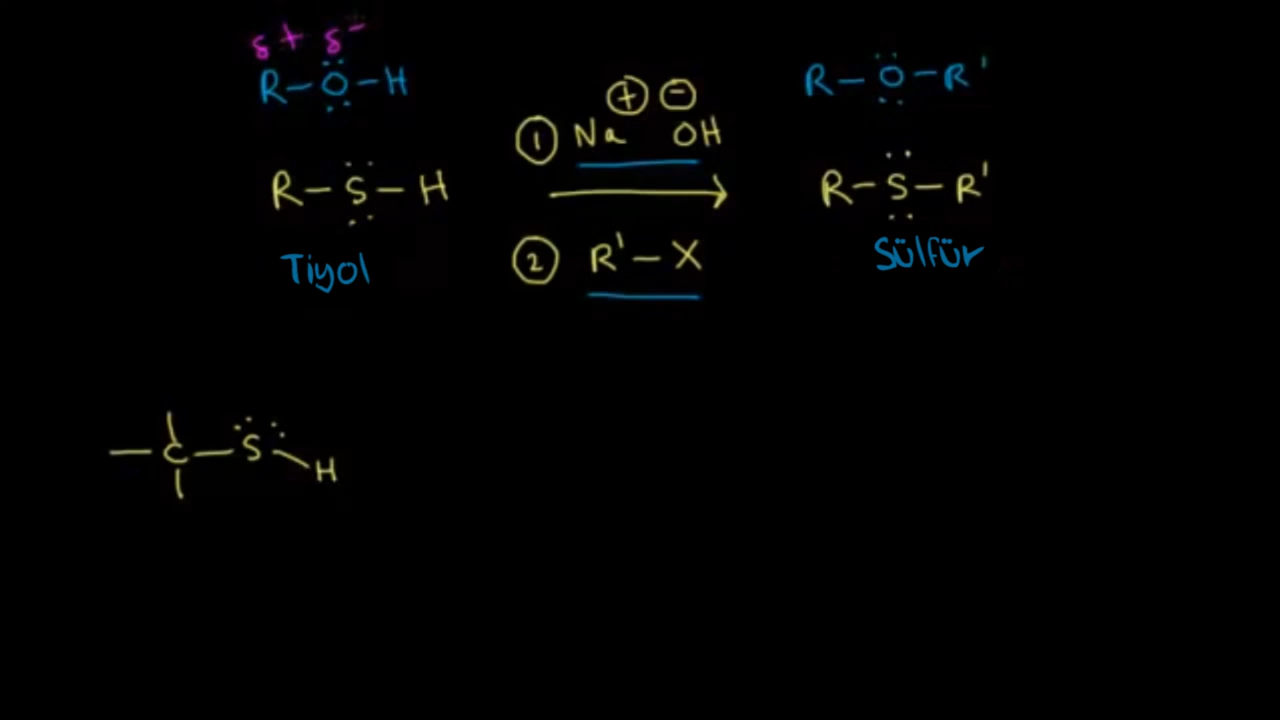 δ+ δ-
R-O-H
R-O-R'
+ -
1 Na OH
R-S-H
R-S-R'
Tiyol
2 R'-X
Sülfür
-C-S-H